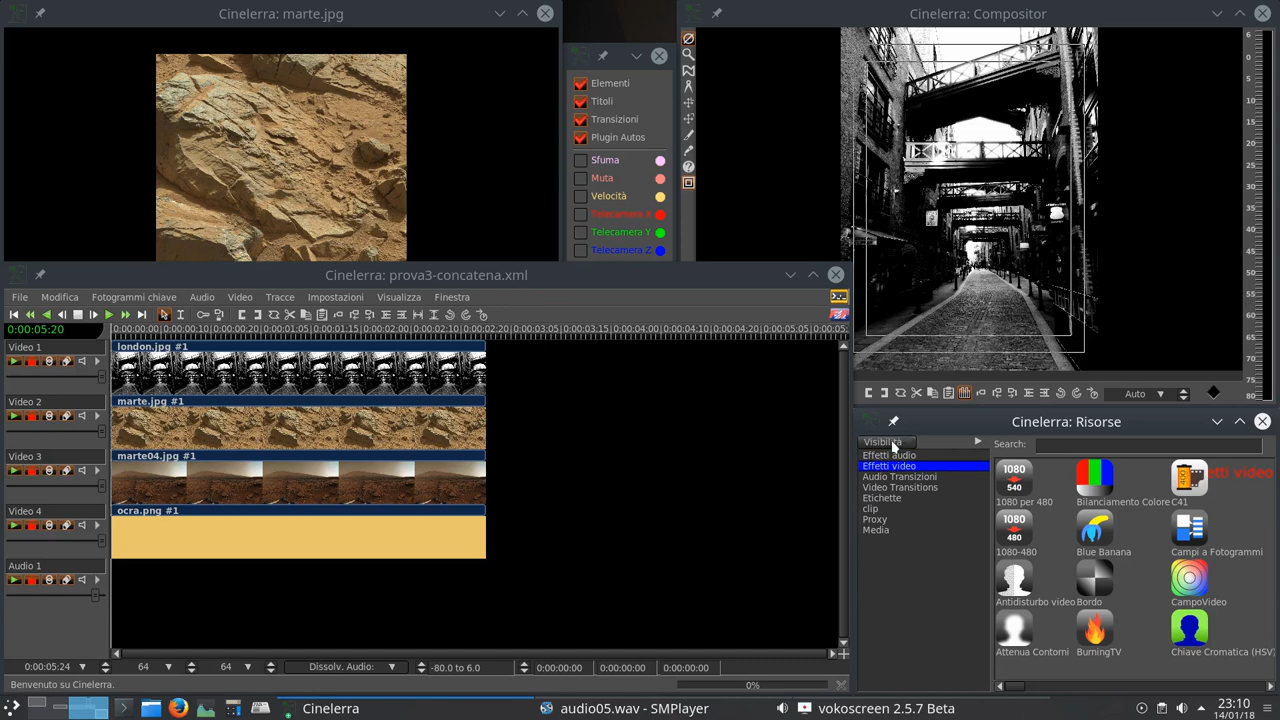 Cinelerra: marte.jpg
Elementi
Titoli
Transizioni
Plugin Autos
Sfuma
Muta
Velocità
Telecamera X
Telecamera Y
Telecamera Z
Cinelerra: Compositor
Auto
Cinelerra: prova3-concatena.xml
File Modifica Fotogrammi chiave Audio Video Tracce Impostazioni Visualizza Finestra
0:00:05:20
Video 1
london.jpg #1
Video 2
marte.jpg #1
Video 3
marte04.jpg #1
Video 4
ocra.png #1
Audio 1
0:00:05:24 64 64 Dissolv. Audio: -80.0 to 6.0 0:00:00:00 0:00:00:00 0:00:00:00
Benvenuto su Cinelerra. 0%
Cinelerra: Risorse
Visibilità
Search:
Effetti audio
Effetti video
Audio Transizioni
Video Transitions
Etichette
clip
Proxy
Media
1080 540
1080 per 480
Bilanciamento Colore
C41
etti video
1080 480
1080-480
Blue Banana
Campi a Fotogrammi
Antidisturbo video
Bordo
CampoVideo
Attenua Contorni
BurningTV
Chiave Cromatica (HSV)
Cinelerra
audio05.wav - SMPlayer
vokoscreen 2.5.7 Beta
23:10
14/01/18